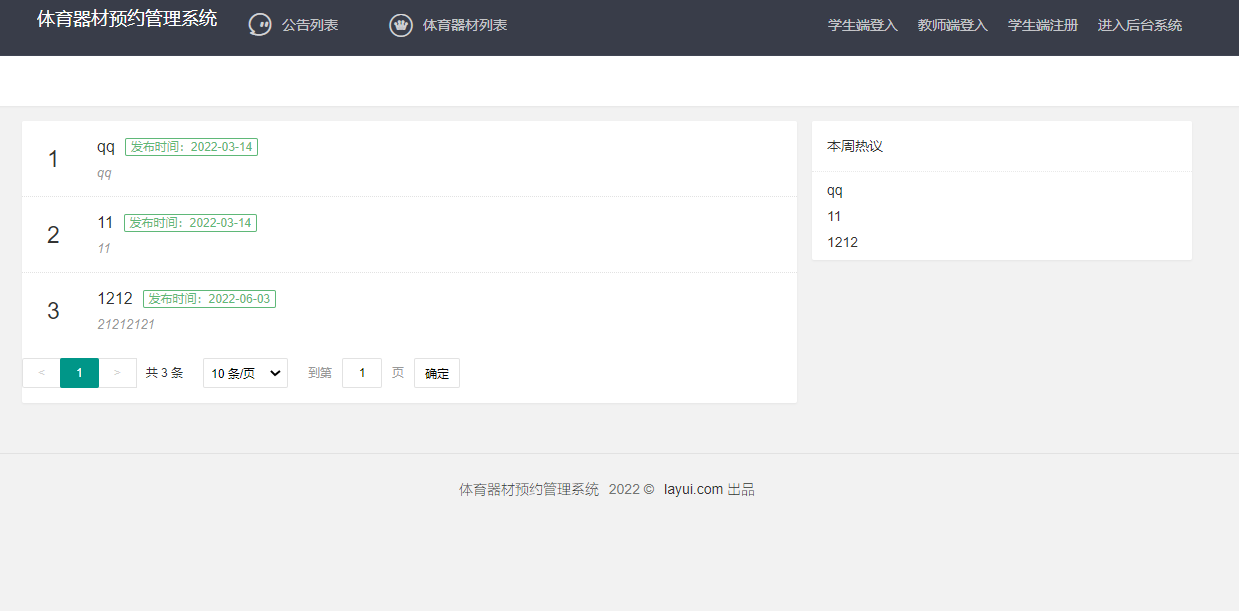 体育器材预约管理系统 公告列表 体育器材列表 学生端登入 教师端登入 学生端注册 进入后台系统
1 qq 发布时间：2022-03-14
qq
2 11 发布时间：2022-03-14
11
3 1212 发布时间：2022-06-03
21212121
< 1 > 共 3 条 10 条/页 到第 1 页 确定
本周热议
qq
11
1212
体育器材预约管理系统 2022 © layui.com 出品